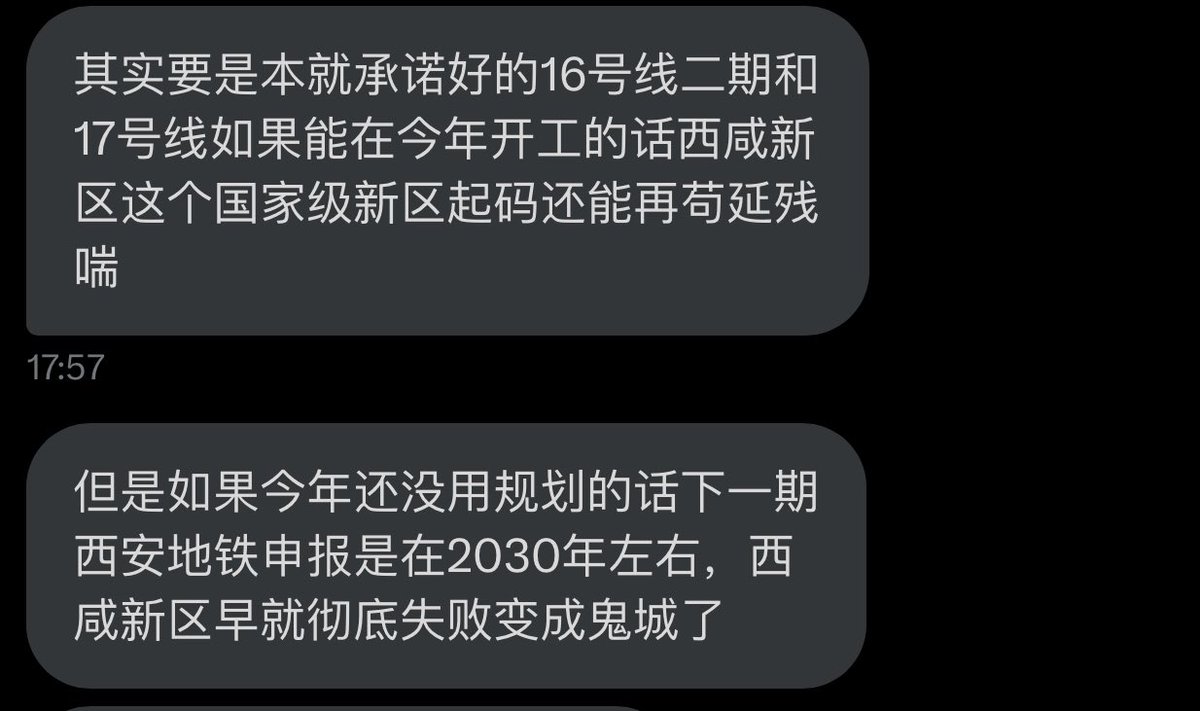 其实要是本就承诺好的16号线二期和
17号线如果能在今年开工的话西咸新
区这个国家级新区起码还能再苟延残
喘
17:57
但是如果今年还没用规划的话下一期
西安地铁申报是在2030年左右，西
咸新区早就彻底失败变成鬼城了